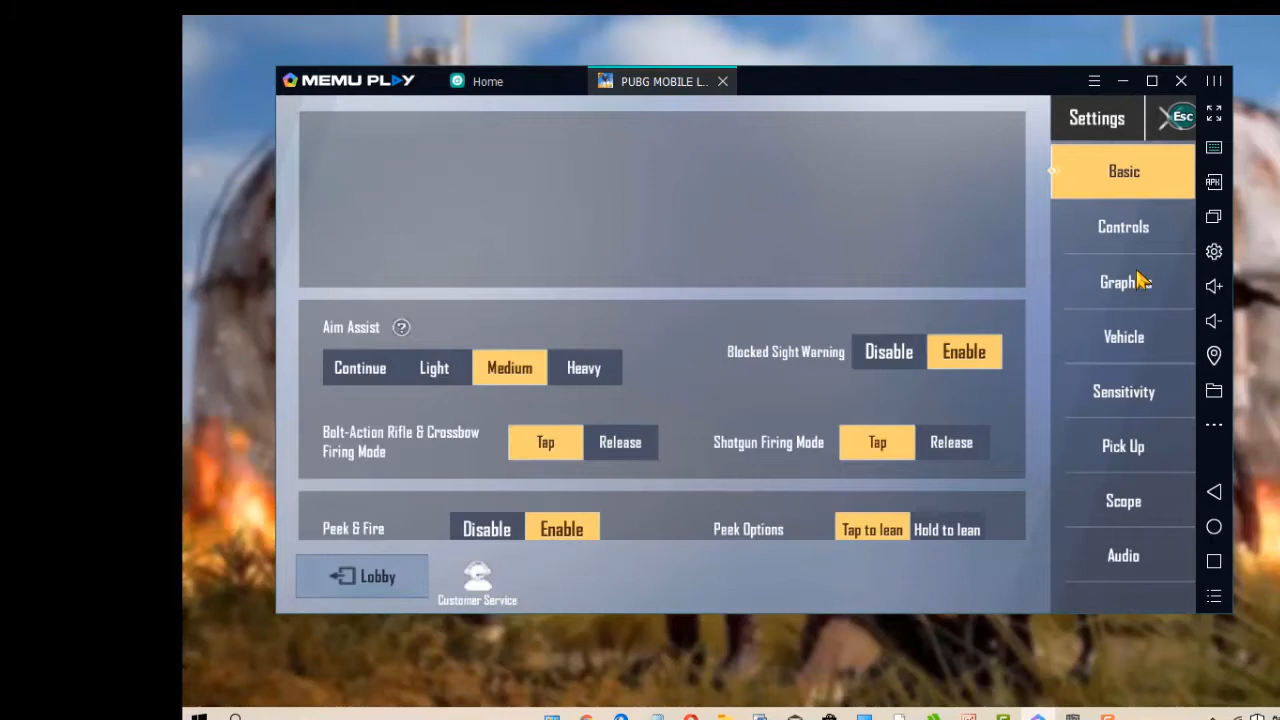 MEMU PLAY
Home
PUBG MOBILE L..
Settings
Esc
Basic
Controls
Vehicle
Sensitivity
Pick Up
Scope
Audio
APK
Aim Assist ?
Continue Light Medium Heavy
Blocked Sight Warning Disable Enable
Bolt-Action Rifle & Crossbow
Firing Mode
Tap Release
Shotgun Firing Mode Tap Release
Peek & Fire Disable Enable
Peek Options Tap to lean Hold to lean
Lobby
Customer Service